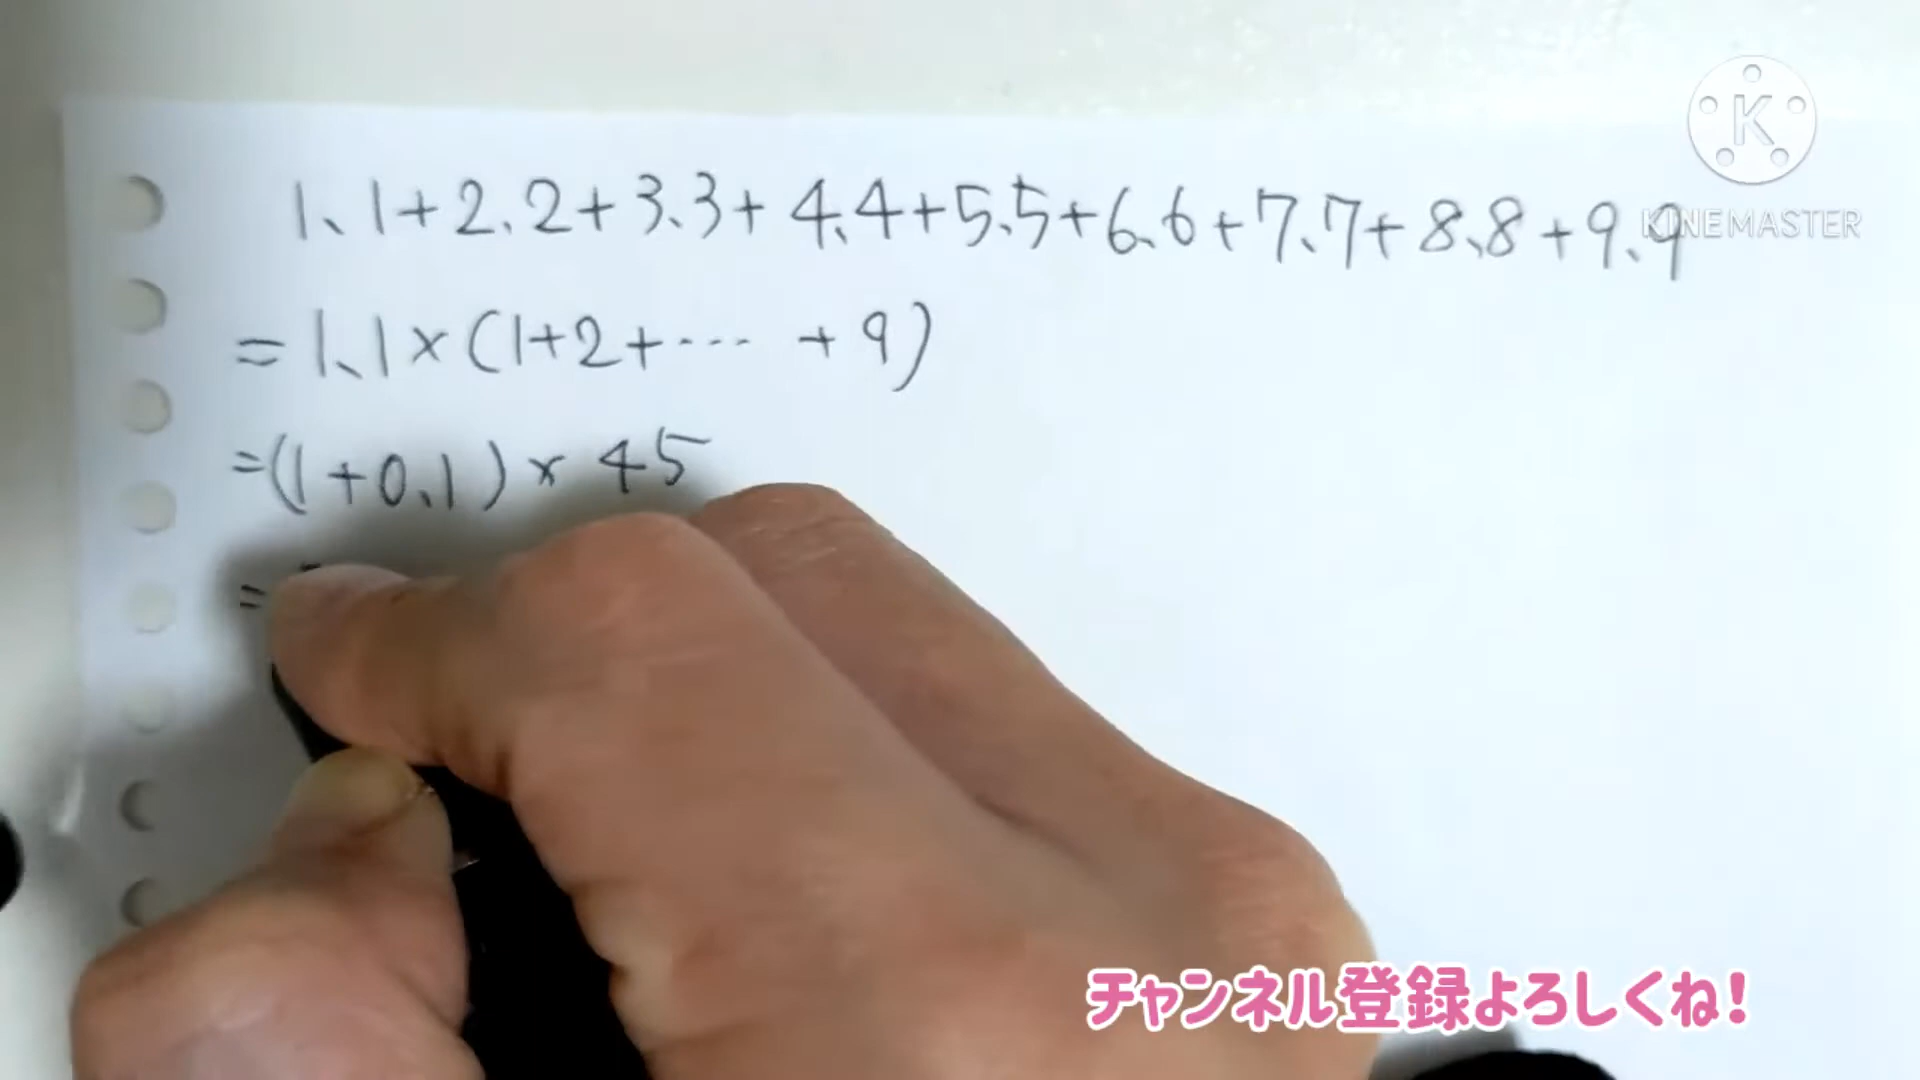 K
KINEMASTER
1.1+2.2+3.3+4.4+5.5+6.6+7.7+8.8+9.9
=1.1×(1+2+⋯ +9)
=(1+0.1)×45
=
チャンネル登録よろしくね!